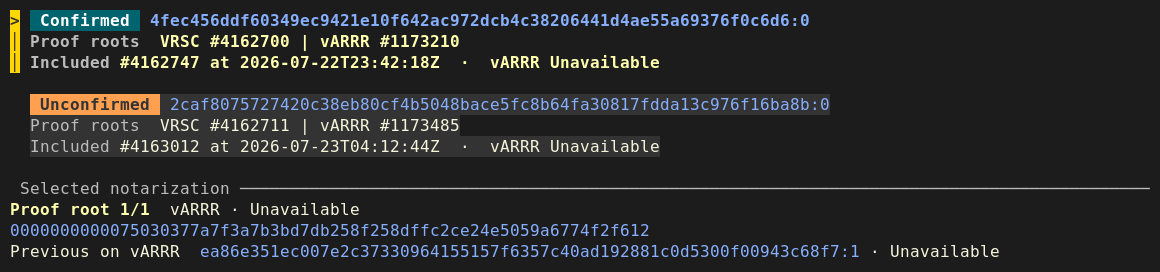 > Confirmed 4fec456ddf60349ec9421e10f642ac972dcb4c38206441d4ae55a69376f0c6d6:0
| Proof roots VRSC #4162700 | vARRR #1173210
| Included #4162747 at 2026-07-22T23:42:18Z · vARRR Unavailable
Unconfirmed 2caf8075727420c38eb80cf4b5048bace5fc8b64fa30817fdda13c976f16ba8b:0
Proof roots VRSC #4162711 | vARRR #1173485
Included #4163012 at 2026-07-23T04:12:44Z · vARRR Unavailable
Selected notarization
Proof root 1/1 vARRR · Unavailable
0000000000075030377a7f3a7b3bd7db258f258dffc2ce24e5059a6774f2f612
Previous on vARRR ea86e351ec007e2c37330964155157f6357c40ad192881c0d5300f00943c68f7:1 · Unavailable